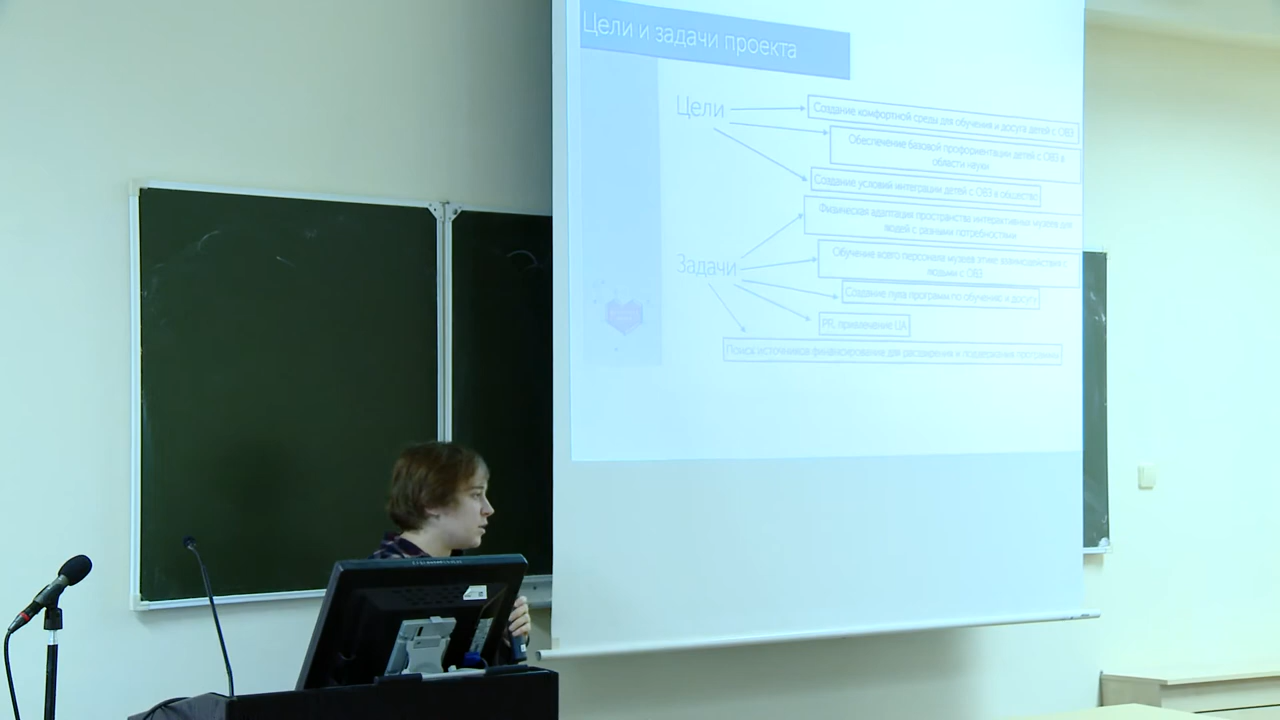 Цели и задачи проекта
Цели
Создание комфортной среды для обучения и досуга детей с ОВЗ
Обеспечение базовой профориентации детей с ОВЗ в
области науки
Создание условий интеграции детей с ОВЗ в общество
Физическая адаптация пространства интерактивных музеев для
людей с разными потребностями
Задачи
Обучение всего персонала музеев этике взаимодействия с
людьми с ОВЗ
Создание пула программ по обучению и досугу
PR, привлечение ЦА
Поиск источников финансирования для расширения и поддержания программы